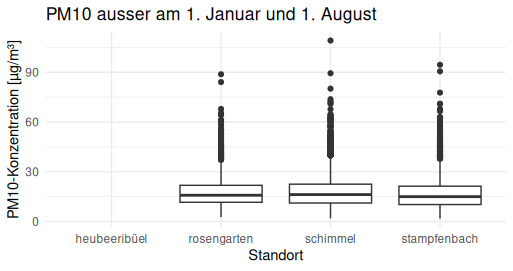 PM10 ausser am 1. Januar und 1. August
PM10-Konzentration [µg/m³]
90
60
30
0
heubeeribüel rosengarten schimmel stampfenbach
Standort